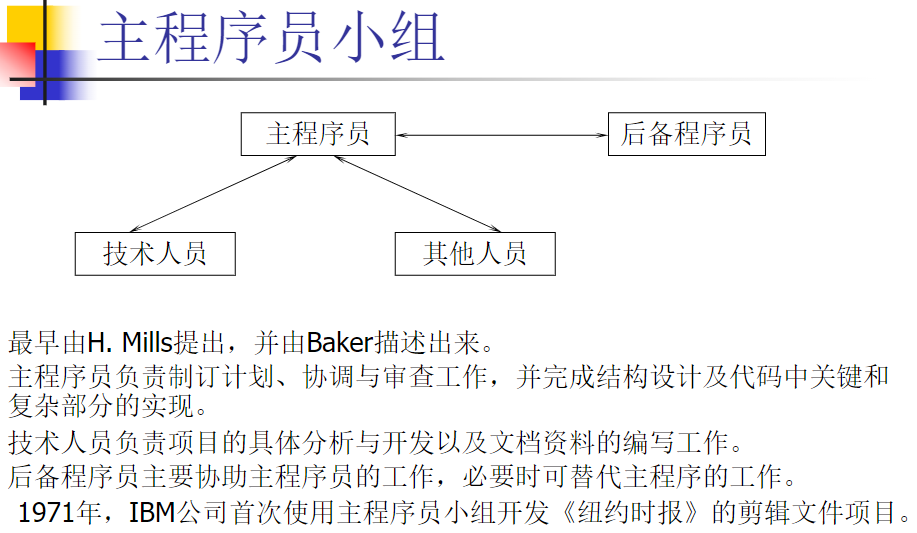 主程序员小组
主程序员
后备程序员
技术人员
其他人员
最早由H. Mills提出，并由Baker描述出来。
主程序员负责制订计划、协调与审查工作，并完成结构设计及代码中关键和
复杂部分的实现。
技术人员负责项目的具体分析与开发以及文档资料的编写工作。
后备程序员主要协助主程序员的工作，必要时可替代主程序的工作。
1971年，IBM公司首次使用主程序员小组开发《纽约时报》的剪辑文件项目。